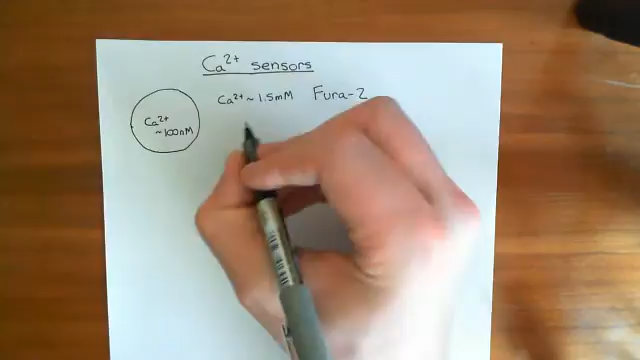 Ca²⁺ sensors
Ca²⁺ ~ 1.5mM Fura-2
Ca²⁺
~100nM